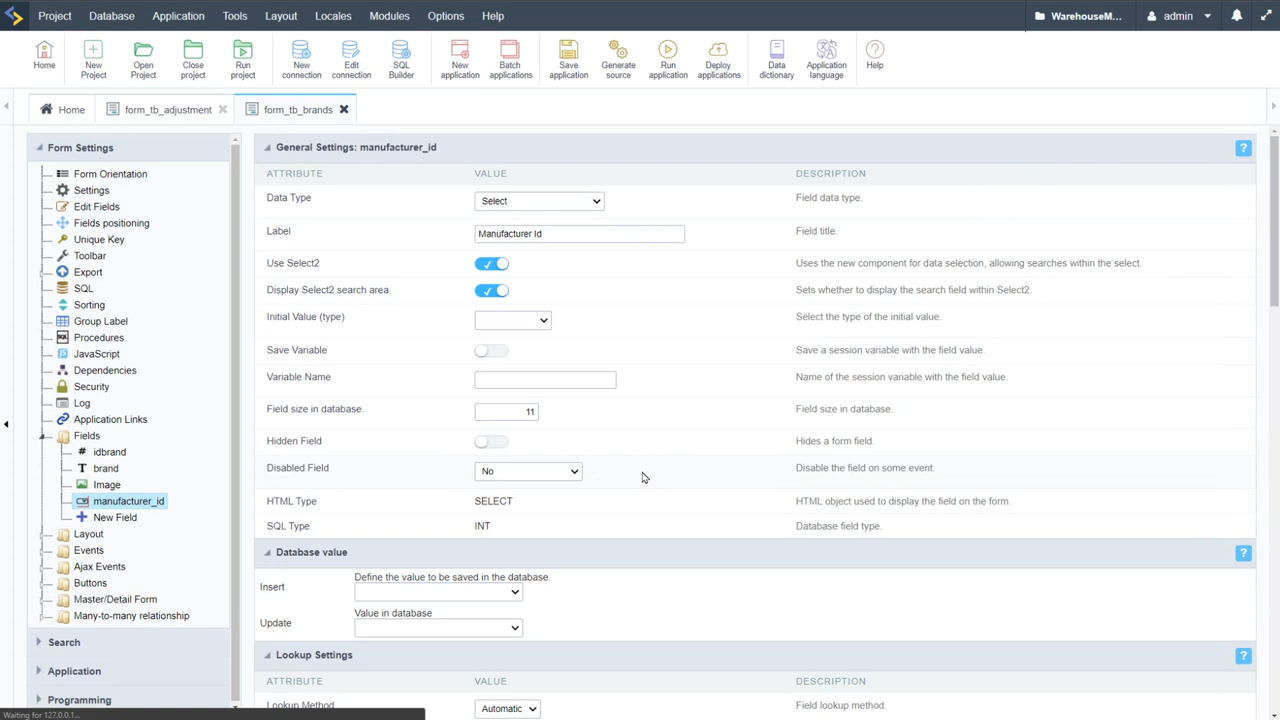 Project Database Application Tools Layout Locales Modules Options Help WarehouseM... admin
Home New Project Open Project Close project Run project New connection Edit connection SQL Builder New application Batch applications Save application Generate source Run application Deploy applications Data dictionary Application language Help
Home form_tb_adjustment form_tb_brands
Form Settings
Form Orientation
Settings
Edit Fields
Fields positioning
Unique Key
Toolbar
Export
SQL
Sorting
Group Label
Procedures
JavaScript
Dependencies
Security
Log
Application Links
Fields
idbrand
brand
Image
manufacturer_id
New Field
Layout
Events
Ajax Events
Buttons
Master/Detail Form
Many-to-many relationship
Search
Application
Programming
General Settings: manufacturer_id ?
ATTRIBUTE VALUE DESCRIPTION
Data Type Select Field data type.
Label Manufacturer Id Field title.
Use Select2 Uses the new component for data selection, allowing searches within the select.
Display Select2 search area Sets whether to display the search field within Select2.
Initial Value (type) Select the type of the initial value.
Save Variable Save a session variable with the field value.
Variable Name Name of the session variable with the field value.
Field size in database. 11 Field size in database.
Hidden Field Hides a form field.
Disabled Field No Disable the field on some event.
HTML Type SELECT HTML object used to display the field on the form.
SQL Type INT Database field type.
Database value ?
Define the value to be saved in the database.
Insert
Value in database
Update
Lookup Settings ?
ATTRIBUTE VALUE DESCRIPTION
Lookup Method Automatic Field lookup method.
Waiting for 127.0.0.1...